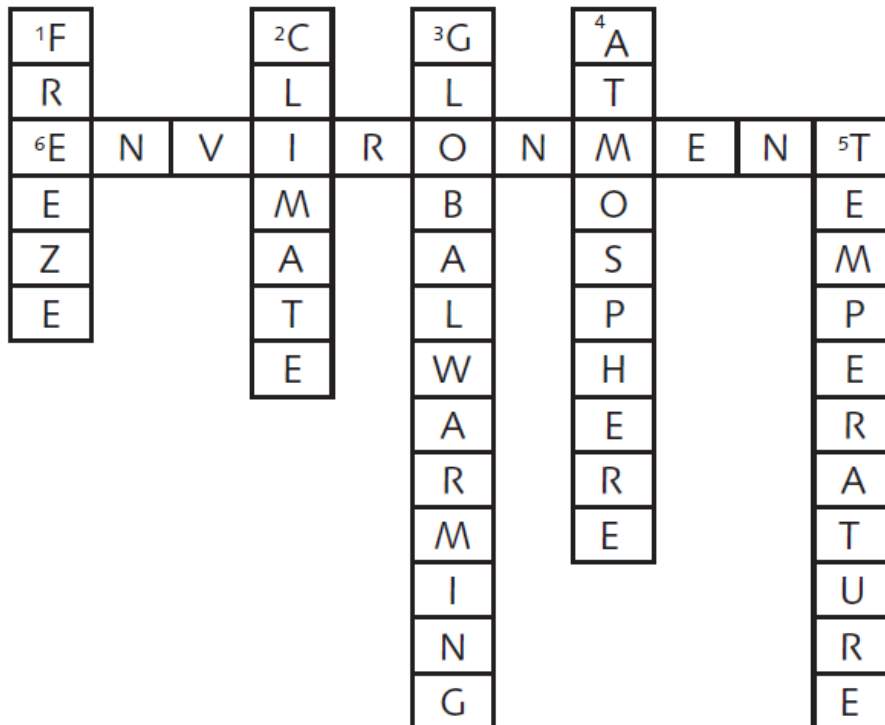 1F 2C 3G 4A
R L L T
6E N V I R O N M E N 5T
E M B O E
Z A A S M
E T L P P
E W H E
A E R
R R A
M E T
I U
N R
G E